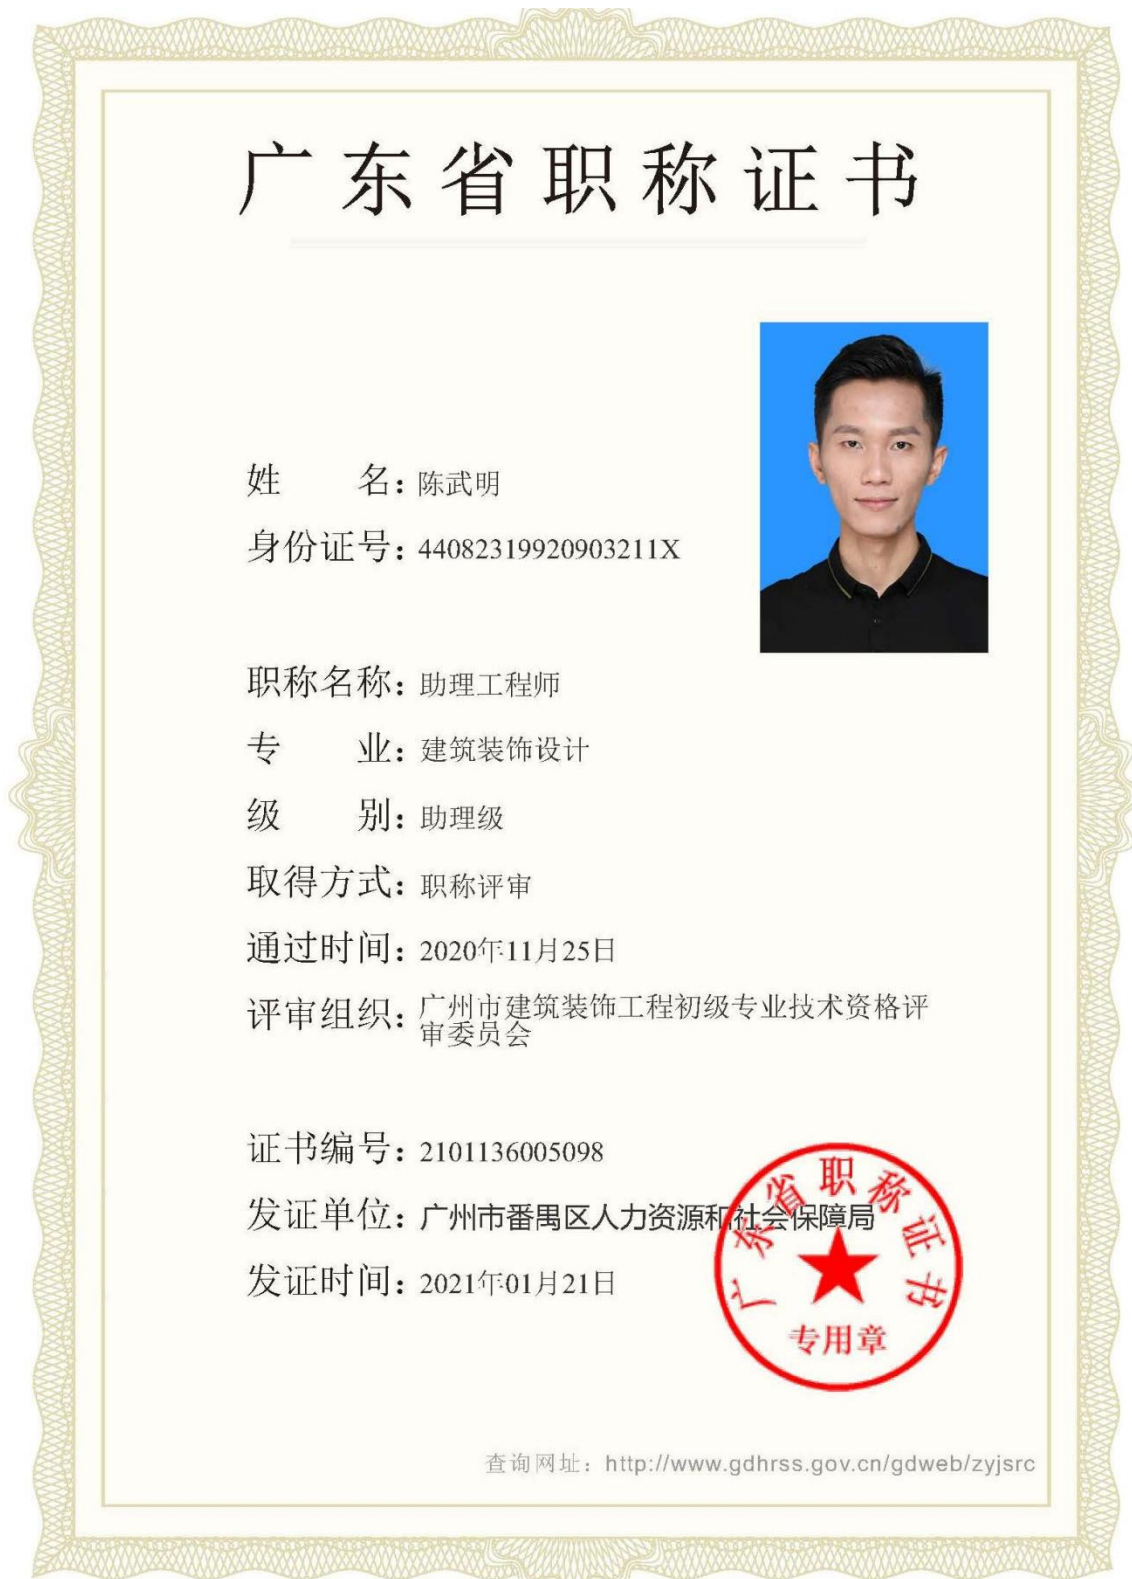 广东省职称证书
姓 名：陈武明
身份证号：44082319920903211X
职称名称：助理工程师
专 业：建筑装饰设计
级 别：助理级
取得方式：职称评审
通过时间：2020年11月25日
评审组织：广州市建筑装饰工程初级专业技术资格评
审委员会
证书编号：2101136005098
发证单位：广州市番禺区人力资源和社会保障局
发证时间：2021年01月21日
广东省职称证书
专用章
查询网址：http://www.gdhrss.gov.cn/gdweb/zyjsrc